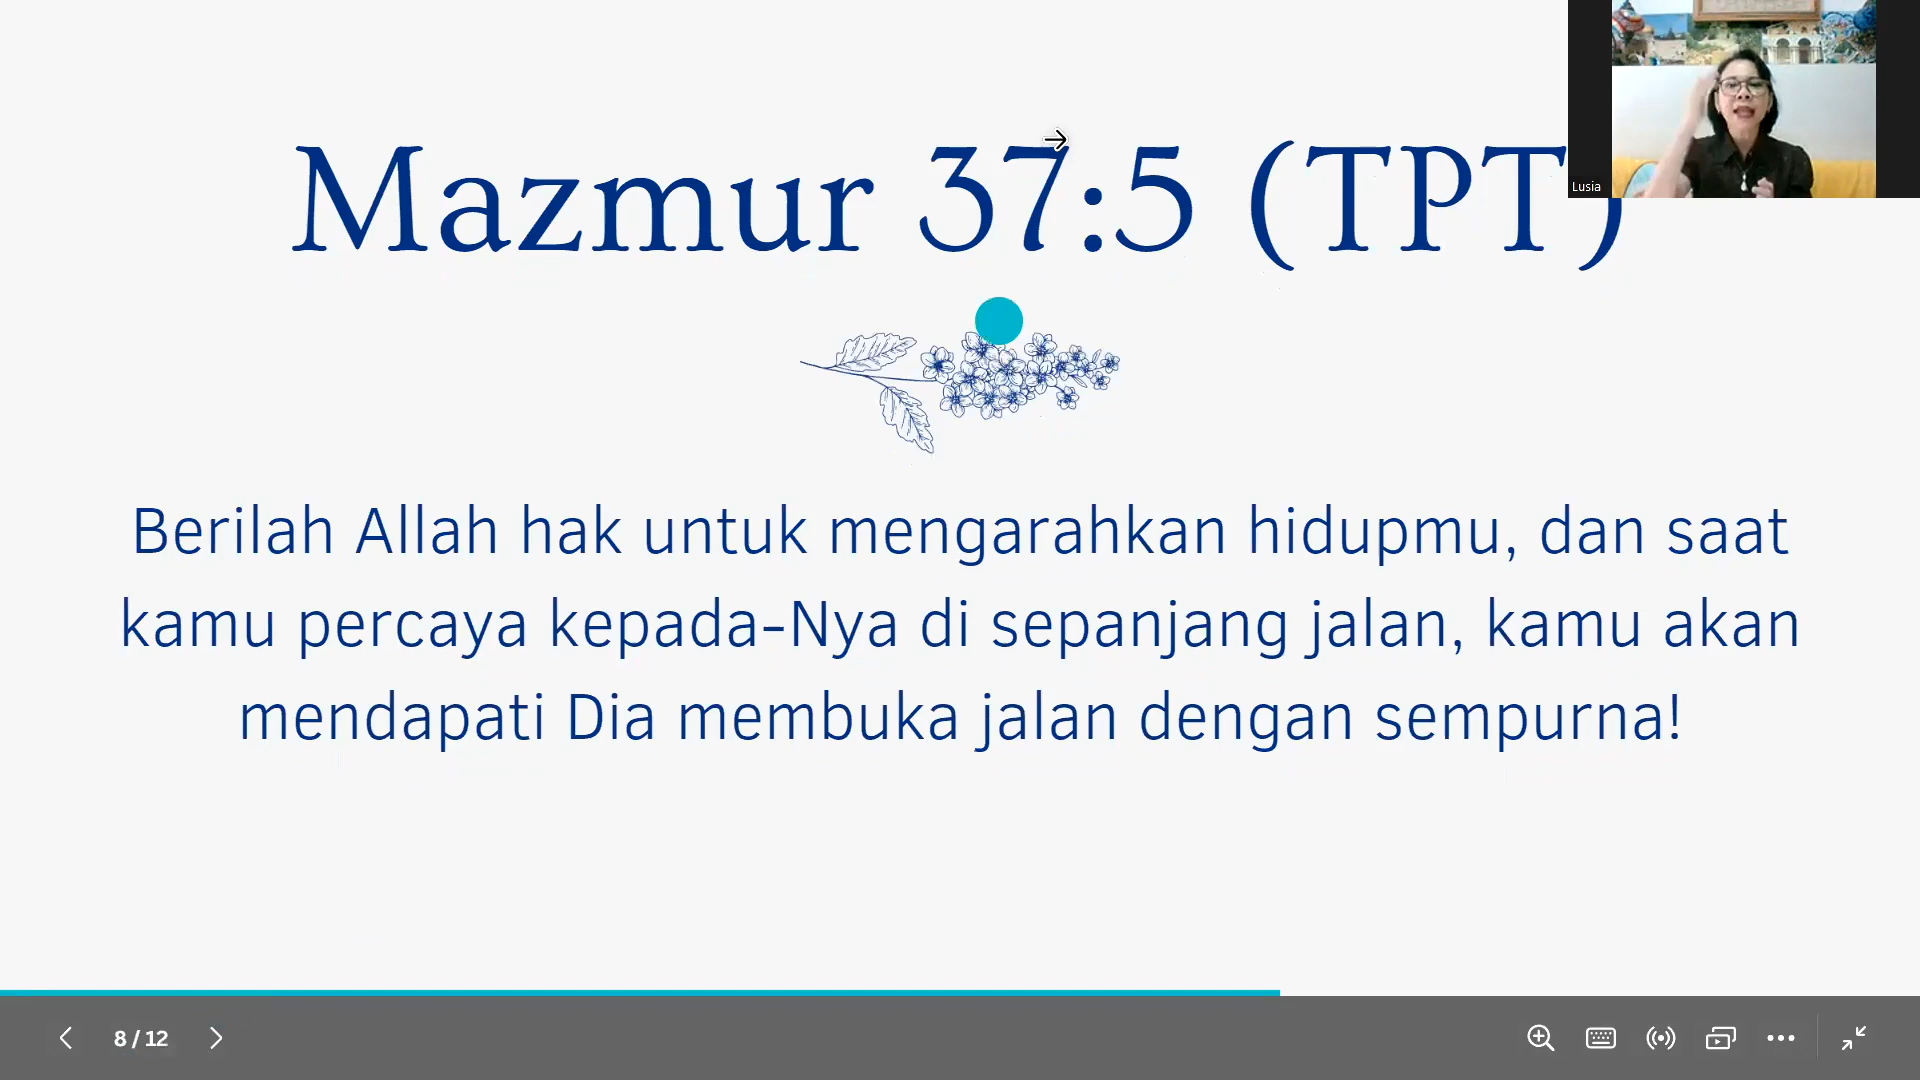 Mazmur 37:5 (TPT)
Lusia
Berilah Allah hak untuk mengarahkan hidupmu, dan saat
kamu percaya kepada-Nya di sepanjang jalan, kamu akan
mendapati Dia membuka jalan dengan sempurna!
8 / 12